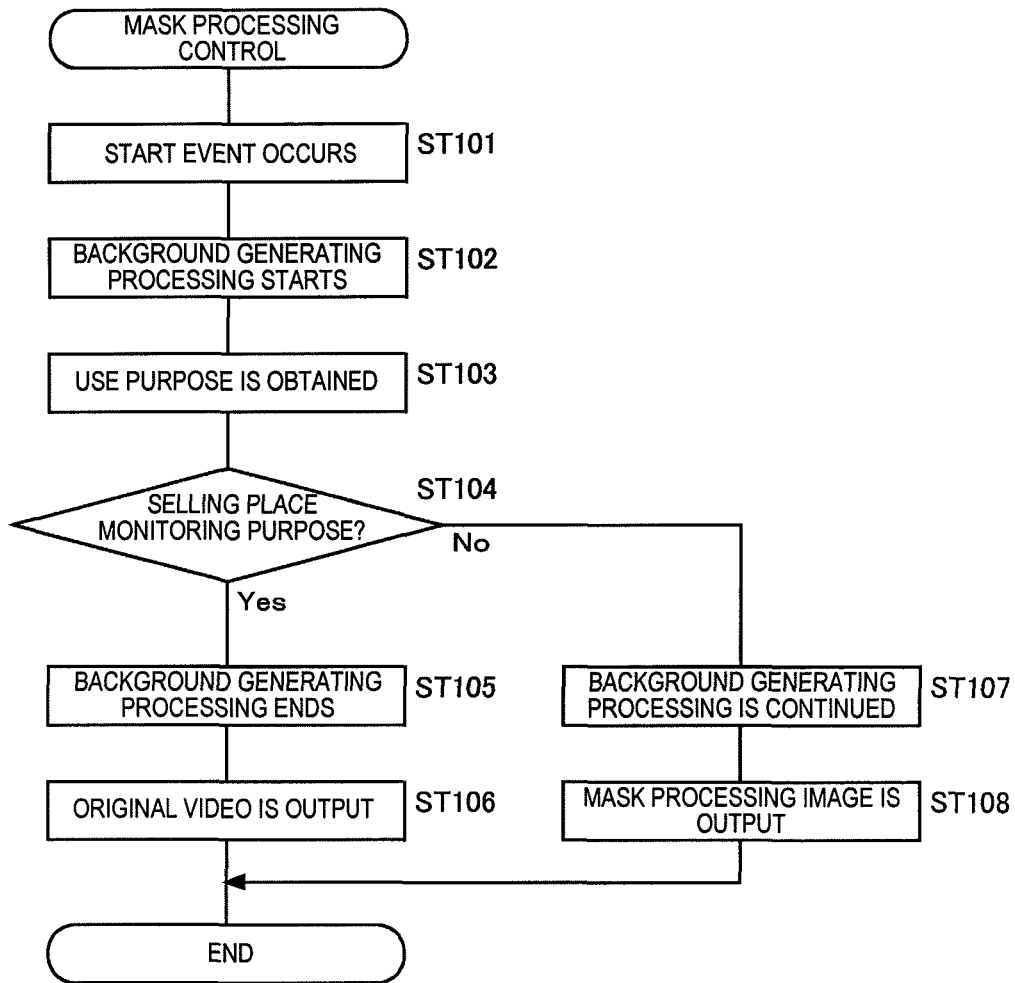 MASK PROCESSING
CONTROL
START EVENT OCCURS
ST101
BACKGROUND GENERATING
PROCESSING STARTS
ST102
USE PURPOSE IS OBTAINED
ST103
SELLING PLACE
MONITORING PURPOSE?
ST104
No
Yes
BACKGROUND GENERATING
PROCESSING ENDS
ST105
ORIGINAL VIDEO IS OUTPUT
ST106
BACKGROUND GENERATING
PROCESSING IS CONTINUED
ST107
MASK PROCESSING IMAGE IS
OUTPUT
ST108
END